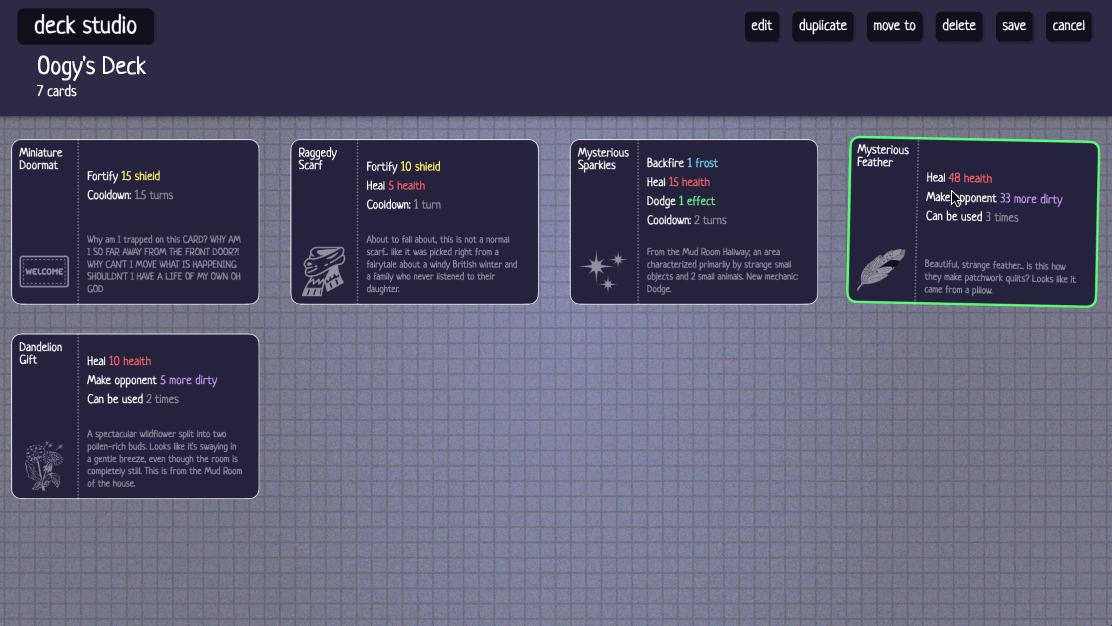 deck studio
edit
duplicate
move to
delete
save
cancel
Oogy's Deck
7 cards
Miniature
Doormat
Fortify 15 shield
Cooldown: 1.5 turns
Why am I trapped on this CARD? WHY AM
I SO FAR AWAY FROM THE FRONT DOOR?!
WHY CANT I MOVE WHAT IS HAPPENING
SHOULDNT I HAVE A LIFE OF MY OWN OH
GOD
WELCOME
Raggedy
Scarf
Fortify 10 shield
Heal 5 health
Cooldown: 1 turn
About to fall about, this is not a normal
scarf... like it was picked right from a
fairytale about a windy British winter and
a family who never listened to their
daughter.
Mysterious
Sparkles
Backfire 1 frost
Heal 15 health
Dodge 1 effect
Cooldown: 2 turns
From the Mud Room Hallway; an area
characterized primarily by strange small
objects and 2 small animals. New mechanic:
Dodge.
Mysterious
Feather
Heal 48 health
Make opponent 33 more dirty
Can be used 3 times
Beautiful, strange feather... is this how
they make patchwork quilts? Looks like it
came from a pillow.
Dandelion
Gift
Heal 10 health
Make opponent 5 more dirty
Can be used 2 times
A spectacular wildflower split into two
pollen-rich buds. Looks like it's swaying in
a gentle breeze, even though the room is
completely still. This is from the Mud Room
of the house.